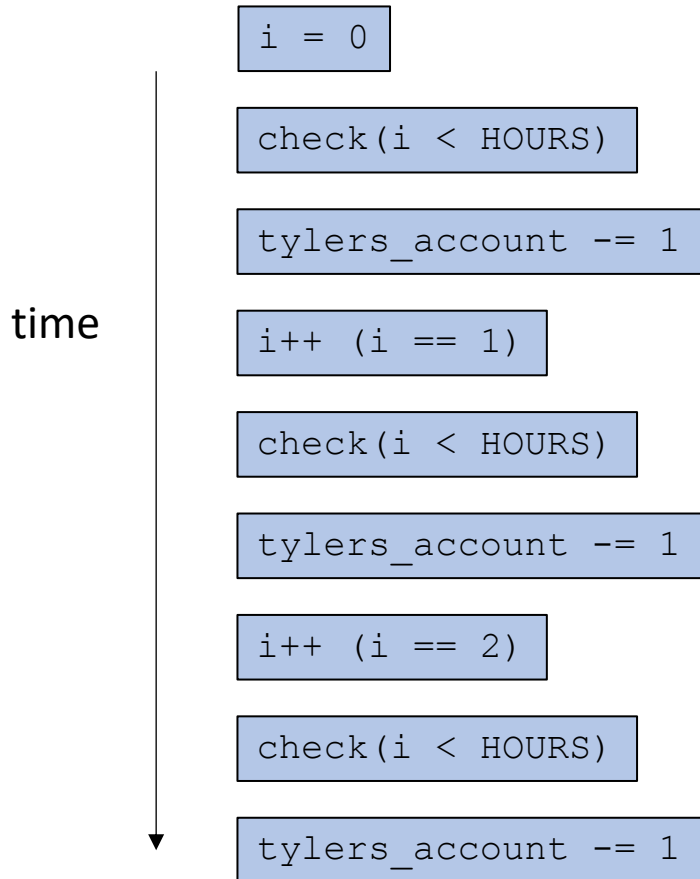 i = 0
check(i < HOURS)
tylers_account -= 1
time
i++ (i == 1)
check(i < HOURS)
tylers_account -= 1
i++ (i == 2)
check(i < HOURS)
tylers_account -= 1